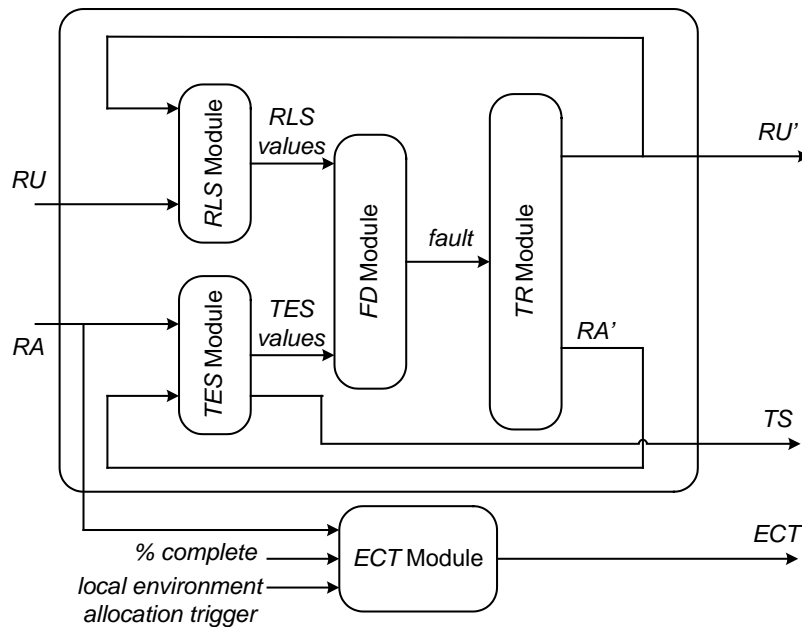 RLS Module
RLS
values
RU'
RU
FD Module
fault
TR Module
RA
TES Module
TES
values
RA'
TS
% complete
local environment
allocation trigger
ECT Module
ECT